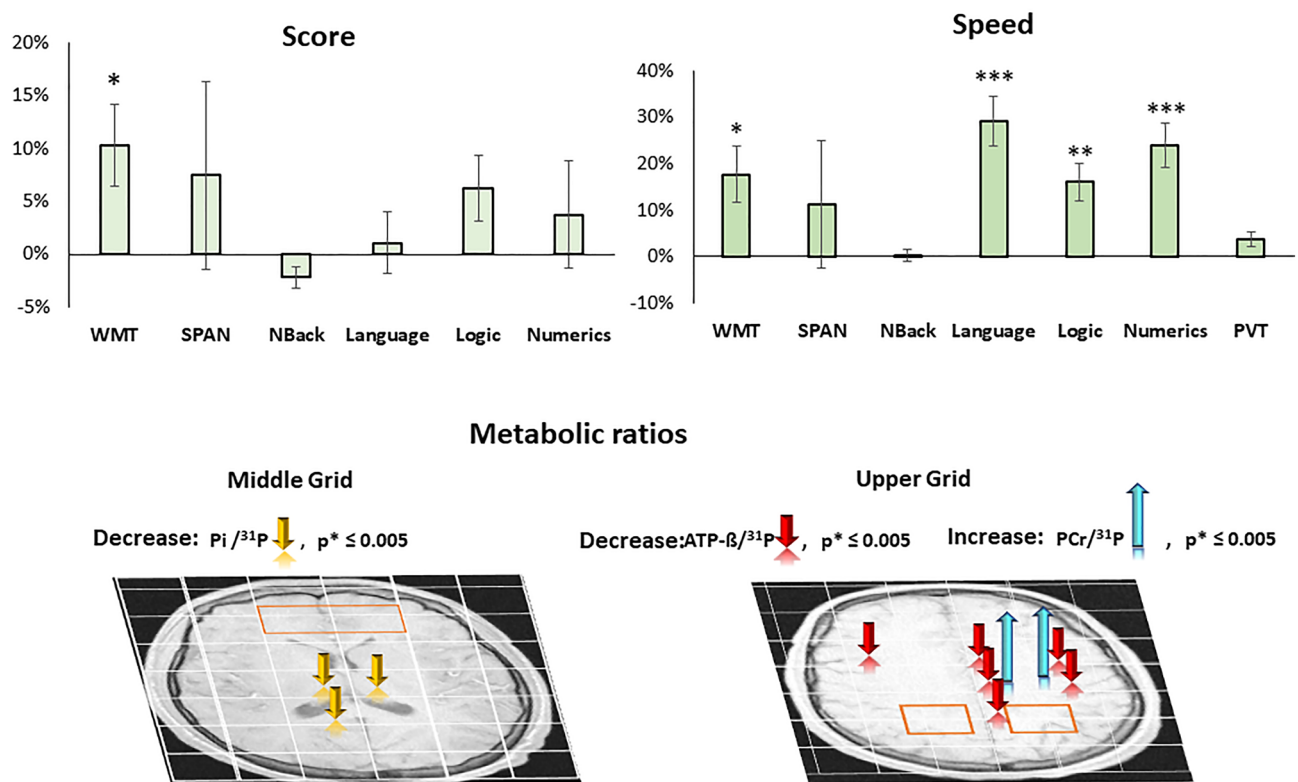 Score
20%
15%
10%
5%
0%
-5%
*
WMT SPAN NBack Language Logic Numerics
Speed
40%
30%
20%
10%
0%
-10%
* *** ** ***
WMT SPAN NBack Language Logic Numerics PVT
Metabolic ratios
Middle Grid
Decrease: Pi /³¹P , p* ≤ 0.005
Upper Grid
Decrease:ATP-ß/³¹P , p* ≤ 0.005 Increase: PCr/³¹P , p* ≤ 0.005